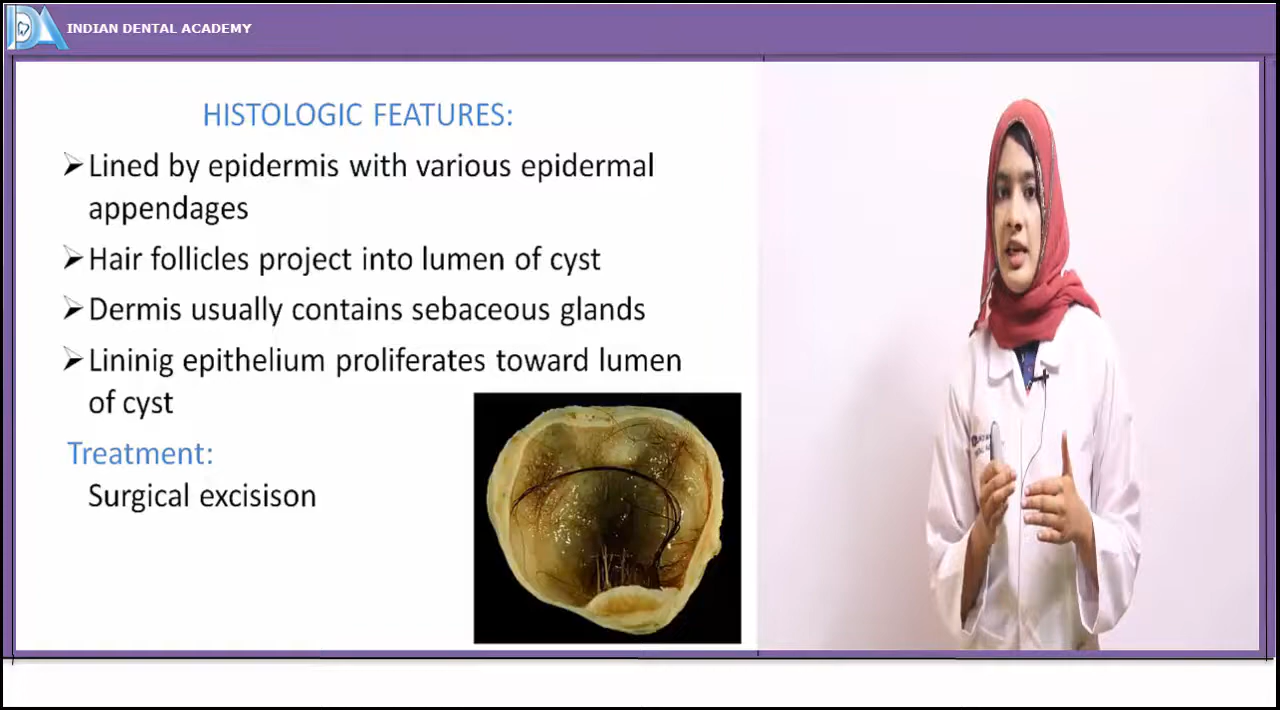 INDIAN DENTAL ACADEMY
HISTOLOGIC FEATURES:
➢Lined by epidermis with various epidermal
appendages
➢Hair follicles project into lumen of cyst
➢Dermis usually contains sebaceous glands
➢Lininig epithelium proliferates toward lumen
of cyst
Treatment:
Surgical excisison